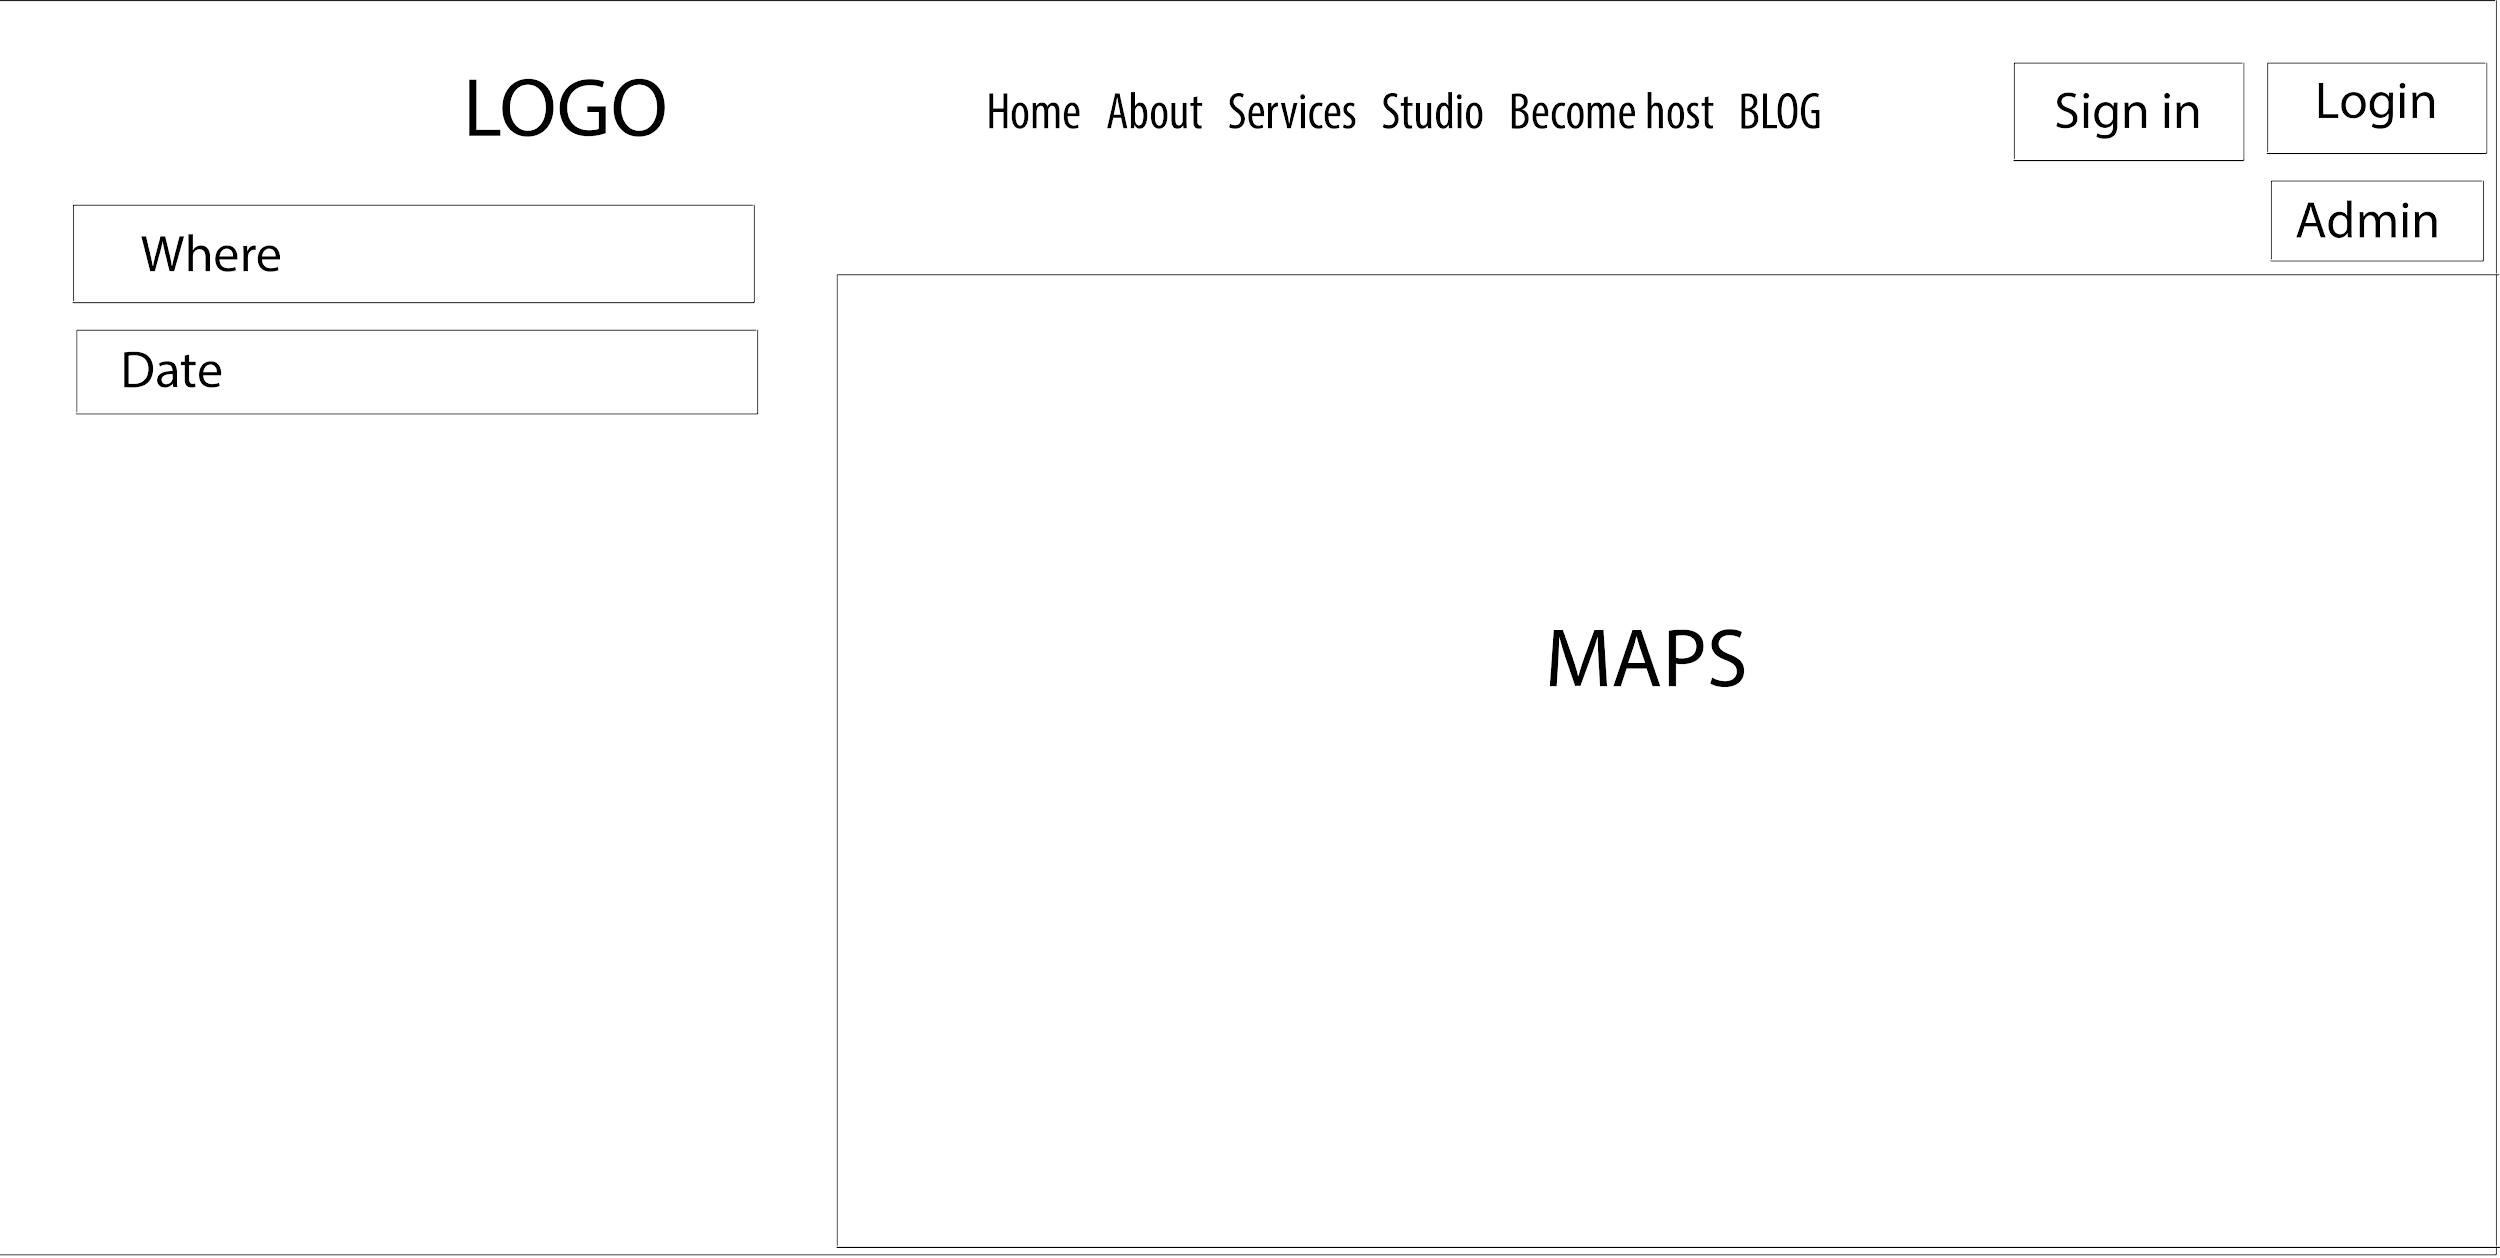 LOGO
Home About Services Studio Become host BLOG
Sign in
Login
Admin
Where
Date
MAPS